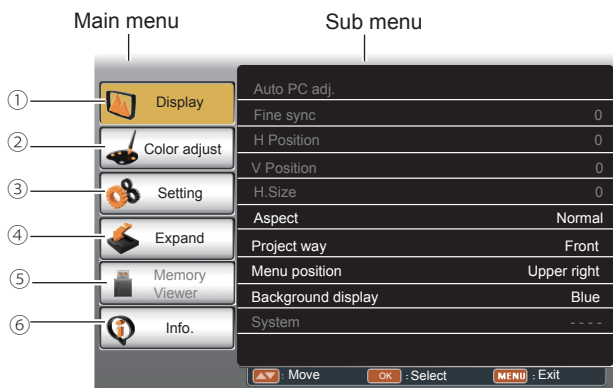 Main menu
Sub menu
① Display
② Color adjust
③ Setting
④ Expand
⑤ Memory Viewer
⑥ Info.
Auto PC adj.
Fine sync 0
H Position 0
V Position 0
H.Size 0
Aspect Normal
Project way Front
Menu position Upper right
Background display Blue
System - - - -
: Move OK : Select MENU : Exit